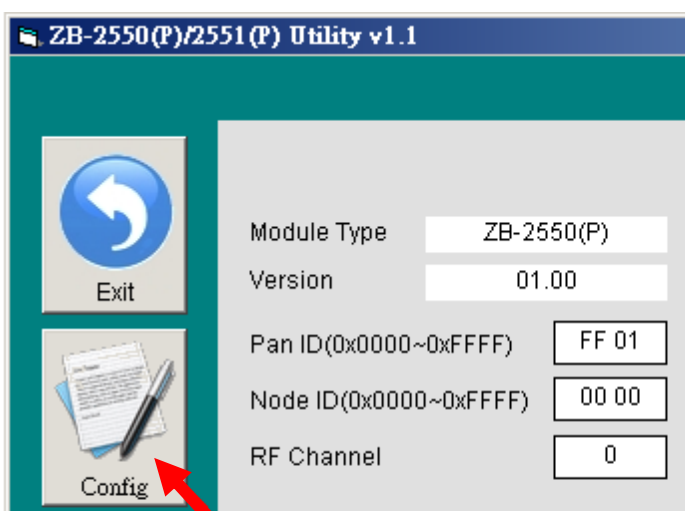 ZB-2550(P)/2551(P) Utility v1.1
Exit
Module Type ZB-2550(P)
Version 01.00
Pan ID(0x0000~0xFFFF) FF 01
Node ID(0x0000~0xFFFF) 00 00
RF Channel 0
Config